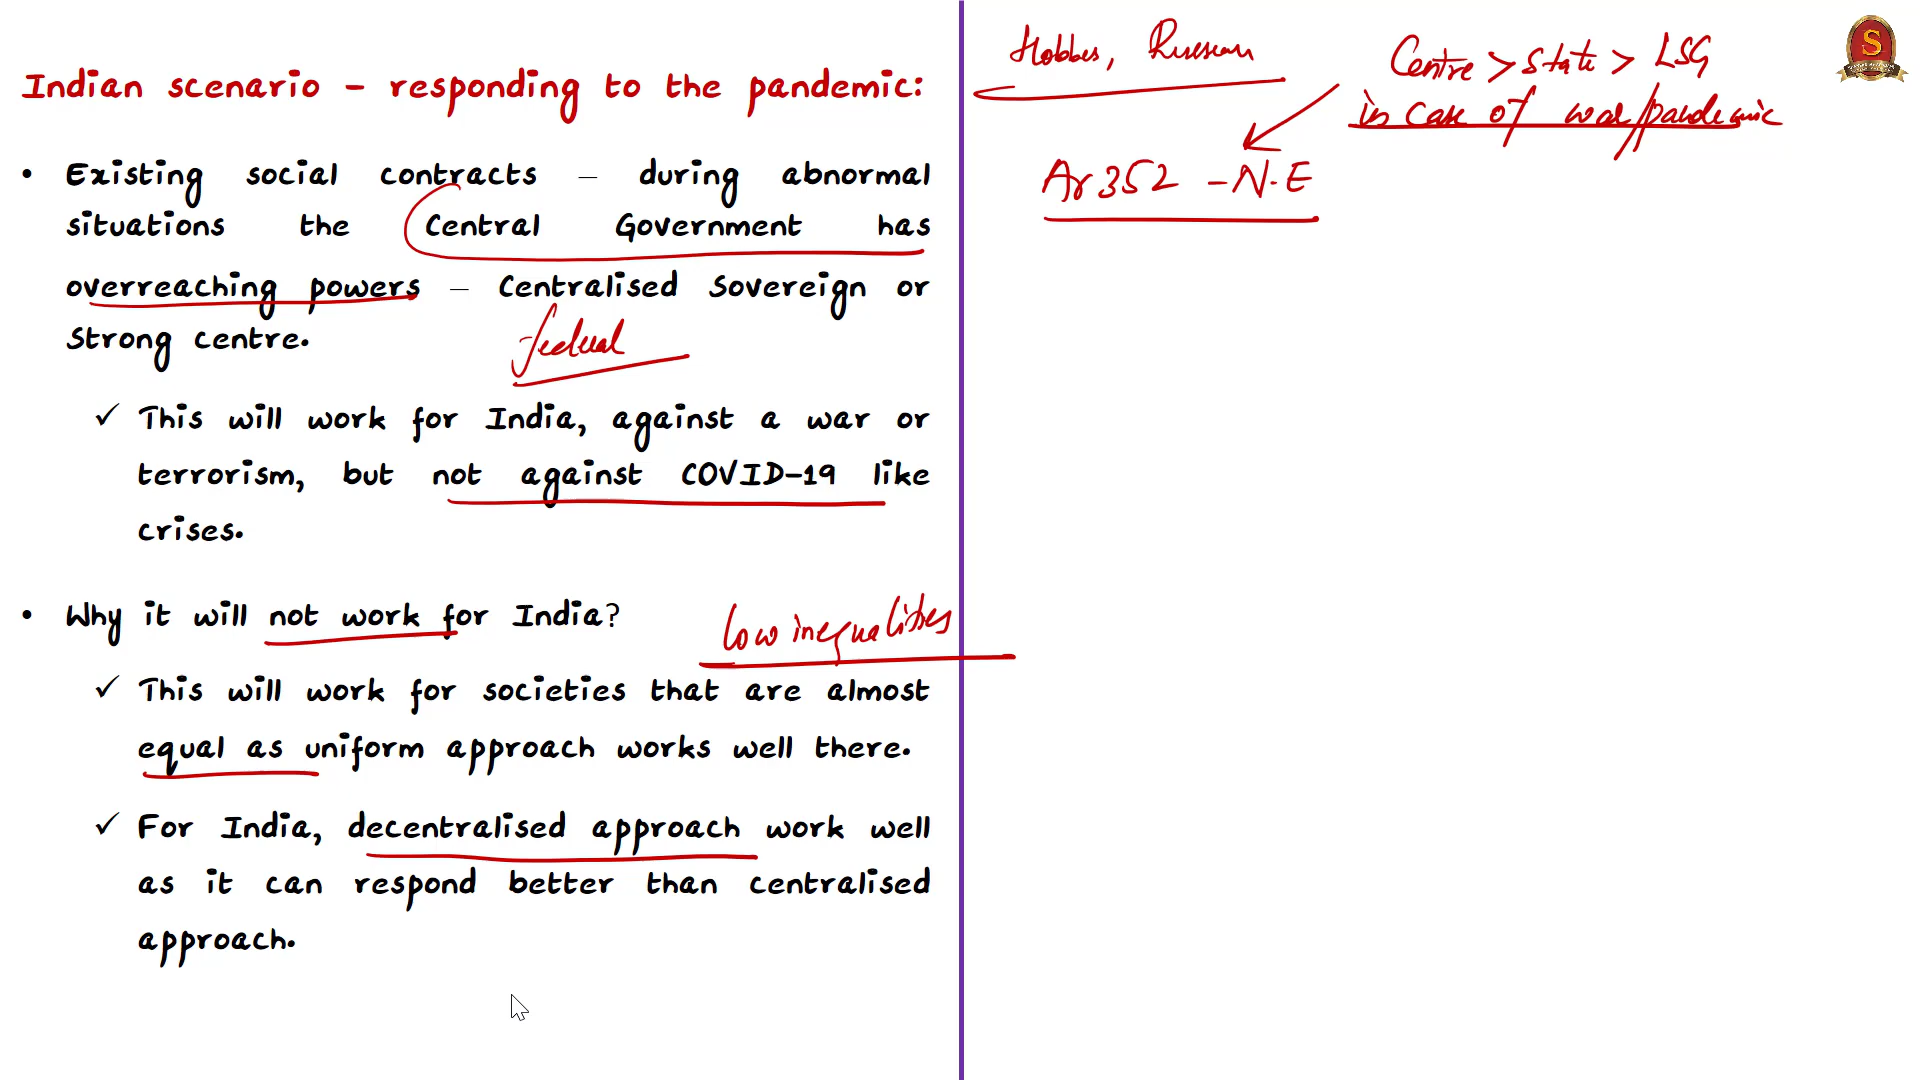 Indian scenario - responding to the pandemic:
• Existing social contracts – during abnormal
situations the Central Government has
overreaching powers – Centralised Sovereign or
Strong centre.
federal
✓ This will work for India, against a war or
terrorism, but not against COVID-19 like
crises.
• Why it will not work for India?
low inequalities
✓ This will work for societies that are almost
equal as uniform approach works well there.
✓ For India, decentralised approach work well
as it can respond better than centralised
approach.
Hobbes,
Centre > State > LSG
in case of war/pandemic
Ar 352 - N.E
S